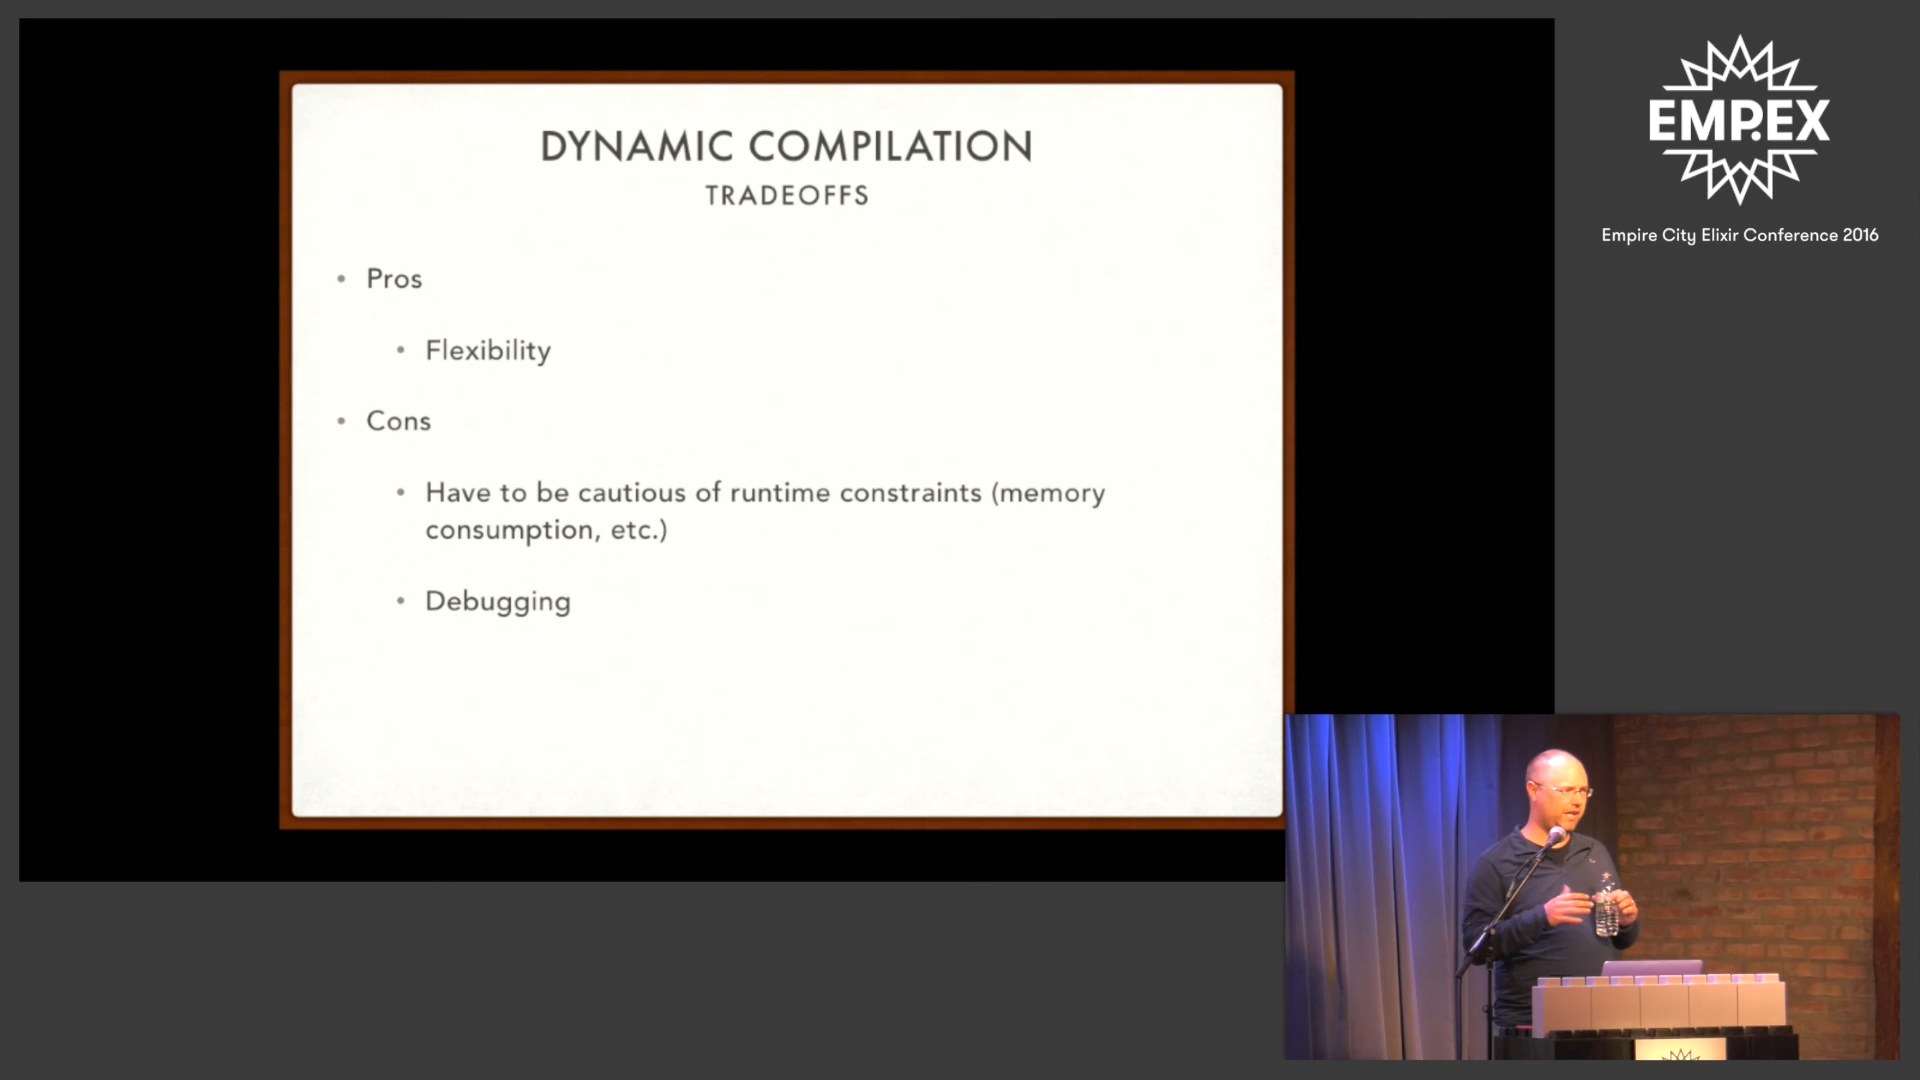 DYNAMIC COMPILATION
TRADEOFFS
• Pros
• Flexibility
• Cons
• Have to be cautious of runtime constraints (memory
consumption, etc.)
• Debugging
EMPEX
Empire City Elixir Conference 2016